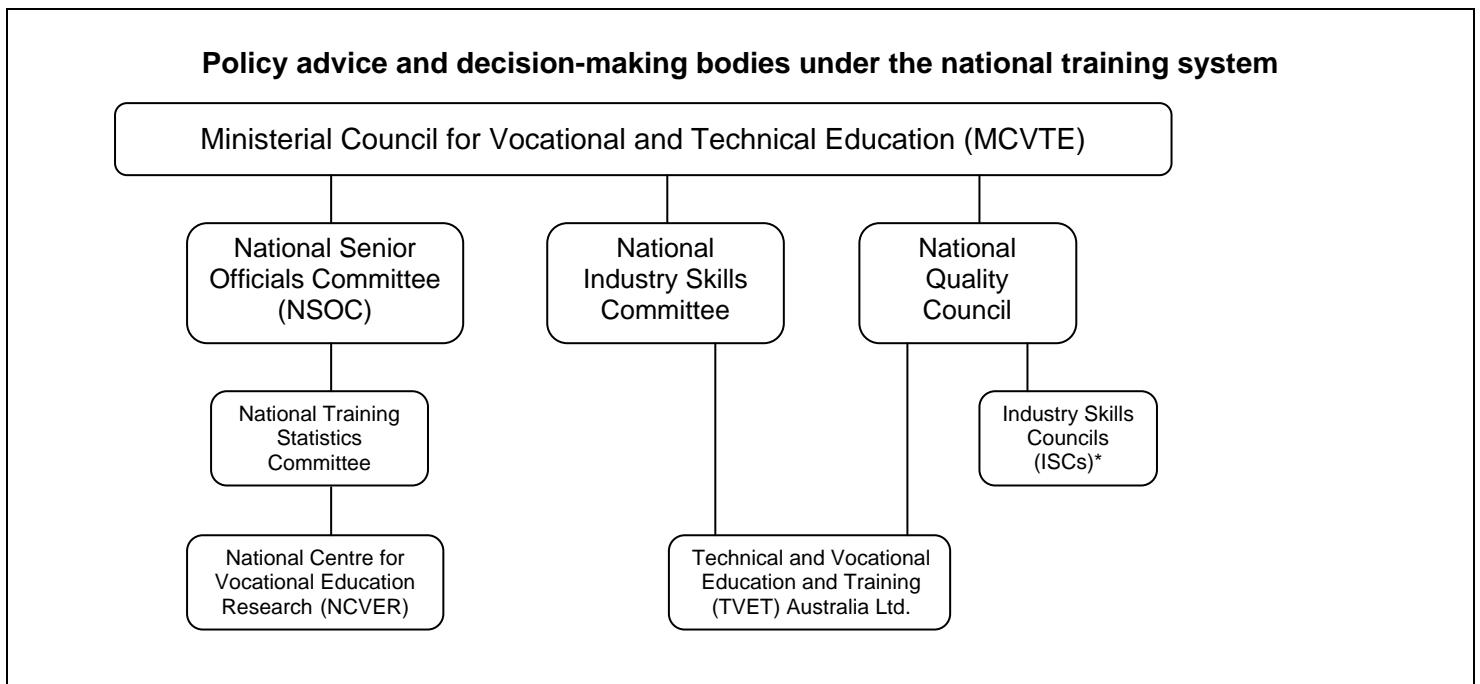 Policy advice and decision-making bodies under the national training system
Ministerial Council for Vocational and Technical Education (MCVTE)
National Senior
Officials Committee
(NSOC)
National
Industry Skills
Committee
National
Quality
Council
National Training
Statistics
Committee
Industry Skills
Councils
(ISCs)*
National Centre for
Vocational Education
Research (NCVER)
Technical and Vocational
Education and Training
(TVET) Australia Ltd.